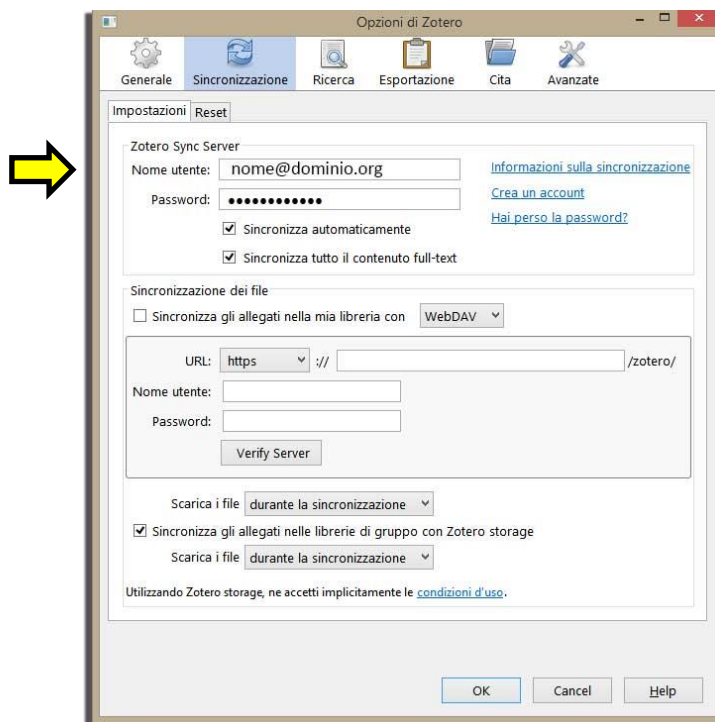 Opzioni di Zotero
Generale Sincronizzazione Ricerca Esportazione Cita Avanzate
Impostazioni Reset
Zotero Sync Server
Nome utente: nome@dominio.org Informazioni sulla sincronizzazione
Password: •••••••••••• Crea un account
Hai perso la password?
Sincronizza automaticamente
Sincronizza tutto il contenuto full-text
Sincronizzazione dei file
Sincronizza gli allegati nella mia libreria con WebDAV
URL: https :// /zotero/
Nome utente:
Password:
Verify Server
Scarica i file durante la sincronizzazione
Sincronizza gli allegati nelle librerie di gruppo con Zotero storage
Scarica i file durante la sincronizzazione
Utilizzando Zotero storage, ne accetti implicitamente le condizioni d'uso.
OK Cancel Help